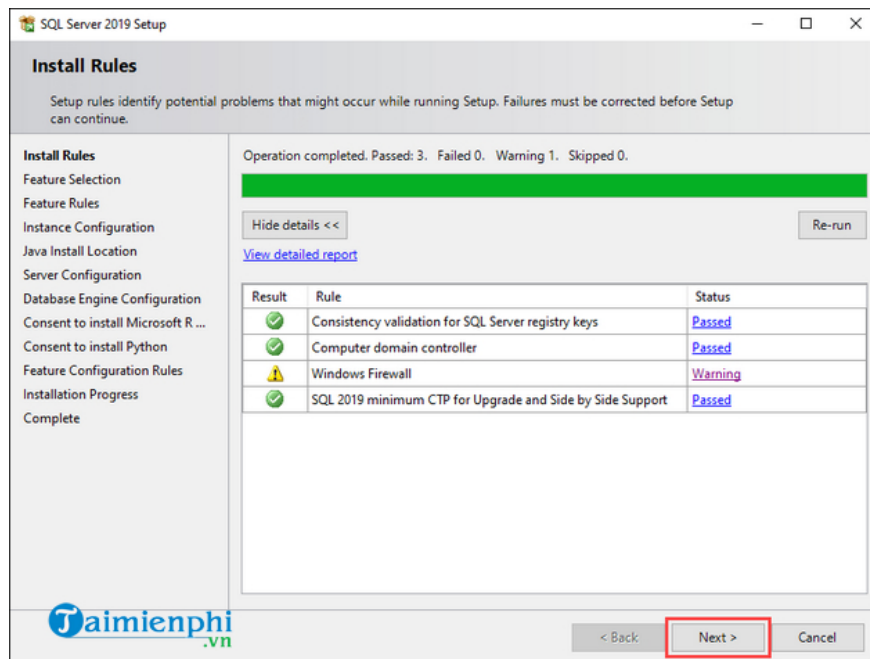 SQL Server 2019 Setup
Install Rules
Setup rules identify potential problems that might occur while running Setup. Failures must be corrected before Setup
can continue.
Install Rules
Feature Selection
Feature Rules
Instance Configuration
Java Install Location
Server Configuration
Database Engine Configuration
Consent to install Microsoft R ...
Consent to install Python
Feature Configuration Rules
Installation Progress
Complete
Operation completed. Passed: 3. Failed 0. Warning 1. Skipped 0.
Hide details <<
Re-run
View detailed report
Result Rule Status
Consistency validation for SQL Server registry keys Passed
Computer domain controller Passed
Windows Firewall Warning
SQL 2019 minimum CTP for Upgrade and Side by Side Support Passed
Taimienphi
.vn
< Back Next > Cancel